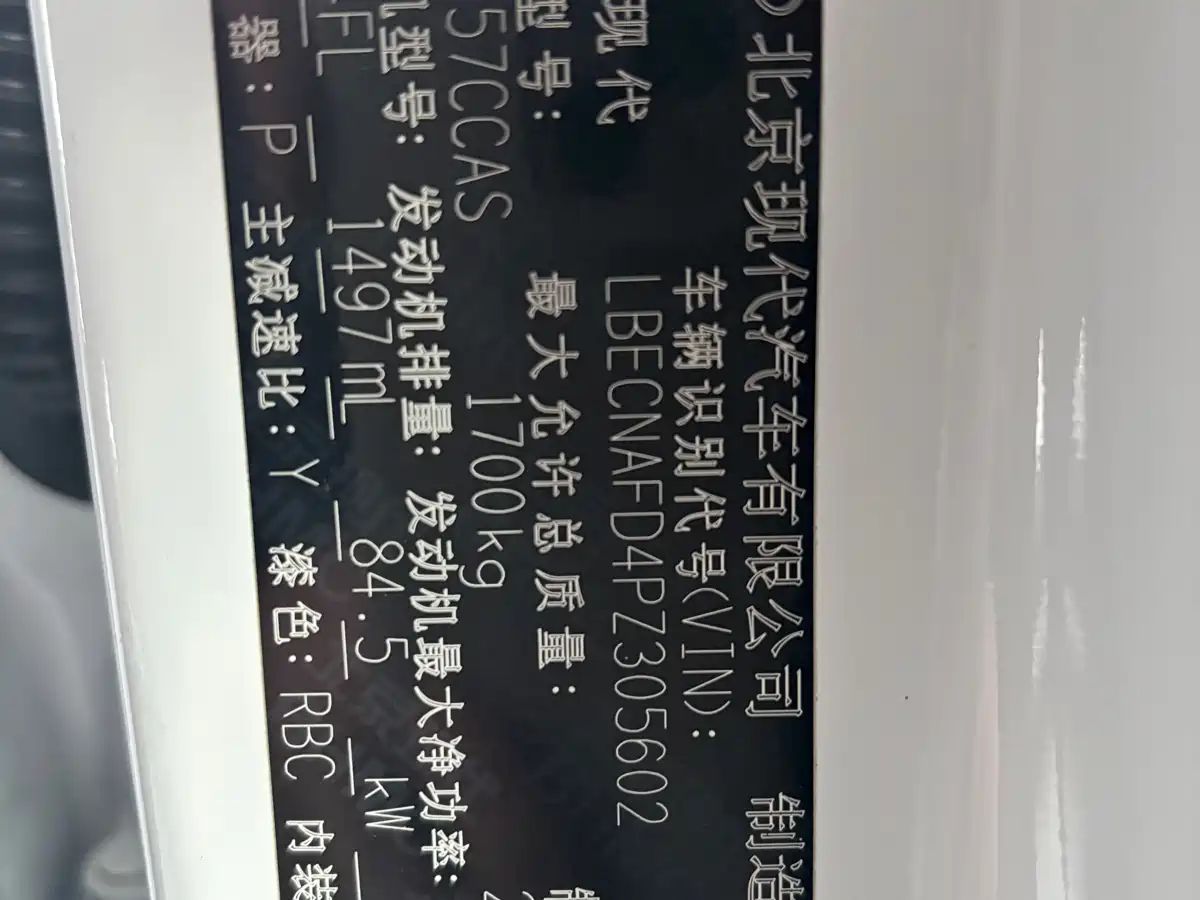 北京现代汽车有限公司 制造
现代 车辆识别代号(VIN):
LBECNAFD4PZ305602
型号: 最大允许总质量:
57CCAS 1700kg
型号: 发动机排量: 发动机最大净功率:
FL 1497mL 84.5 kW
器: P 主减速比: Y 漆色: RBC 内装